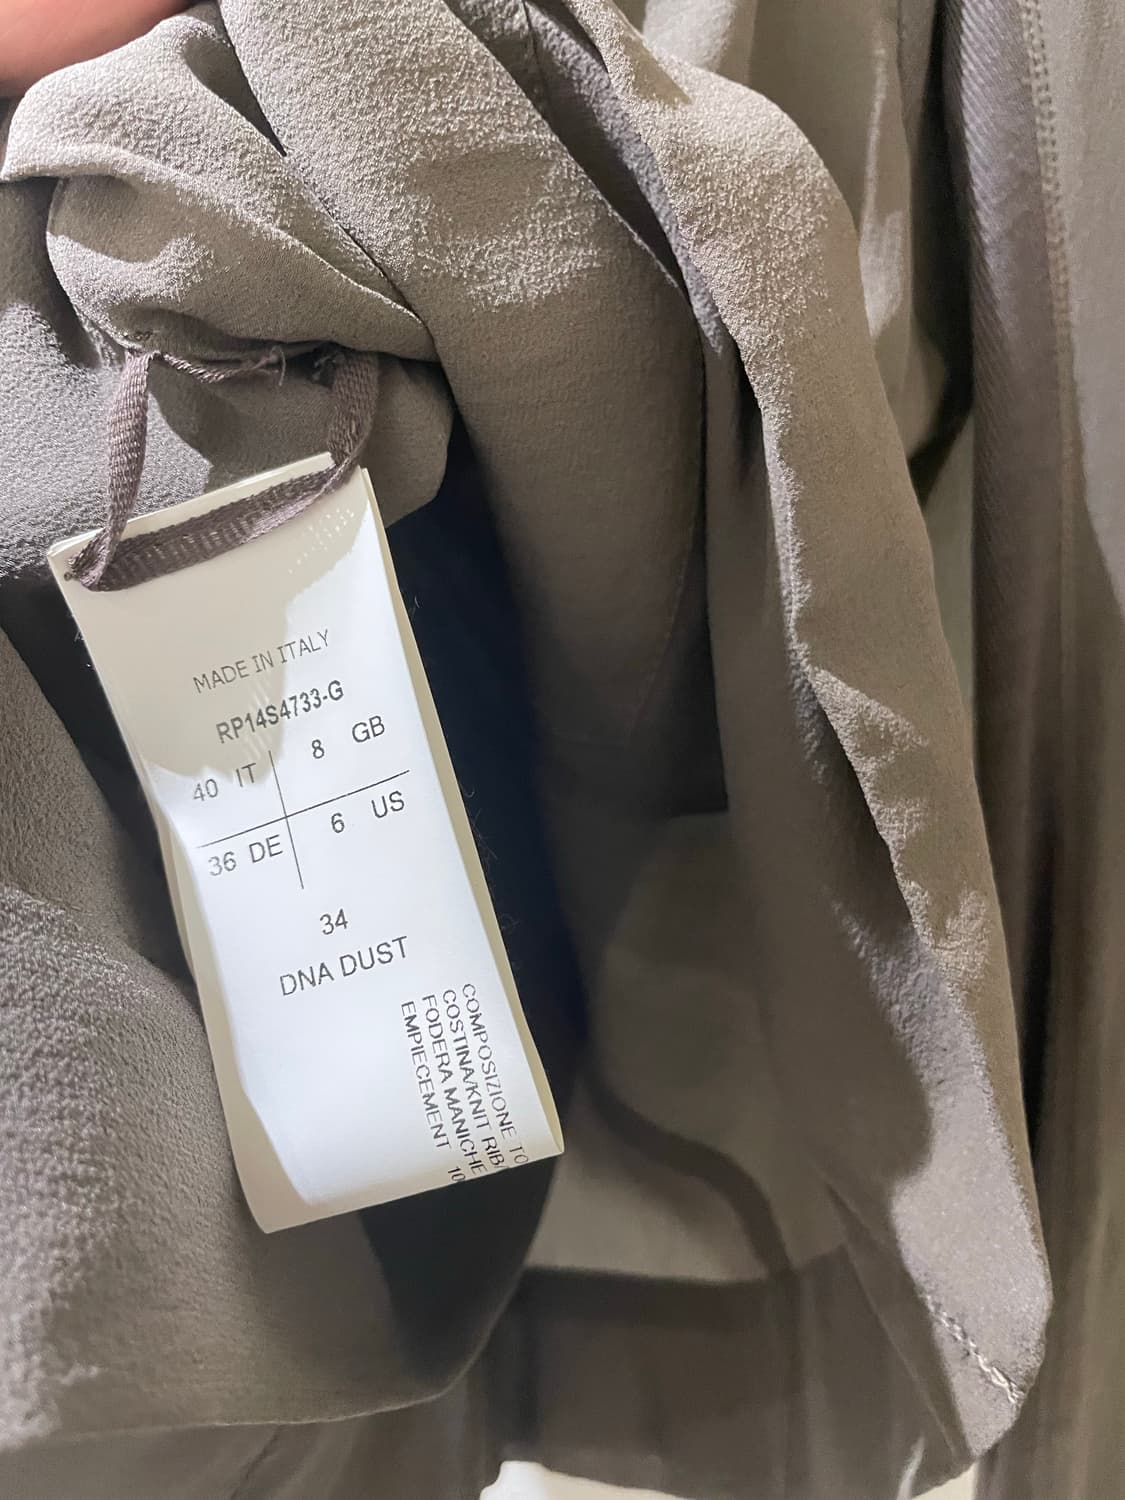 MADE IN ITALY
RP14S4733-G
40 IT 8 GB
36 DE 6 US
34
DNA DUST
COMPOSIZIONE
COSTINA/KNIT RIB
FODERA MANICHE
EMPIECEMENT 10